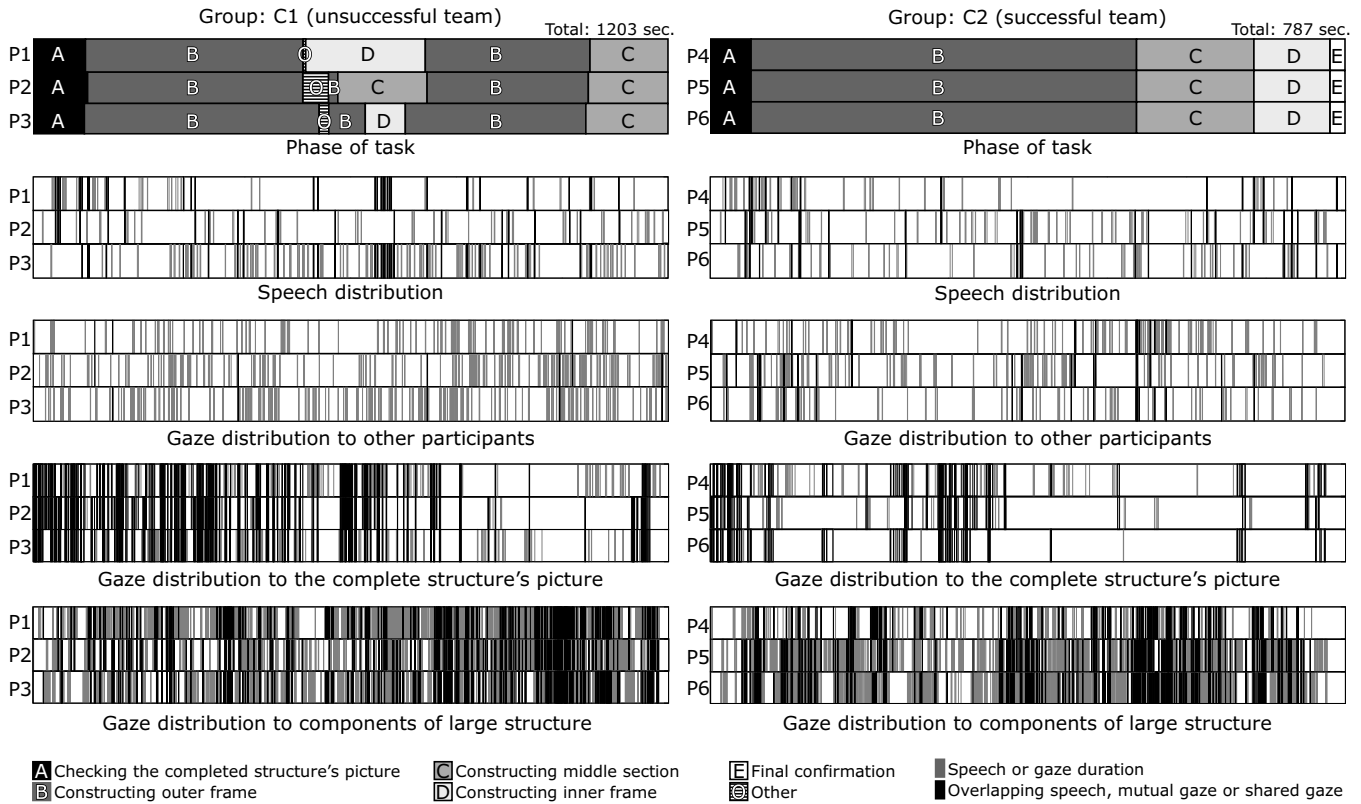 Group: C1 (unsuccessful team)
Total: 1203 sec.
P1 A B O D B C
P2 A B O B C B C
P3 A B O B D B C
Phase of task
P1
P2
P3
Speech distribution
P1
P2
P3
Gaze distribution to other participants
P1
P2
P3
Gaze distribution to the complete structure's picture
P1
P2
P3
Gaze distribution to components of large structure
Group: C2 (successful team)
Total: 787 sec.
P4 A B C D E
P5 A B C D E
P6 A B C D E
Phase of task
P4
P5
P6
Speech distribution
P4
P5
P6
Gaze distribution to other participants
P4
P5
P6
Gaze distribution to the complete structure's picture
P4
P5
P6
Gaze distribution to components of large structure
A Checking the completed structure's picture
B Constructing outer frame
C Constructing middle section
D Constructing inner frame
E Final confirmation
O Other
Speech or gaze duration
Overlapping speech, mutual gaze or shared gaze